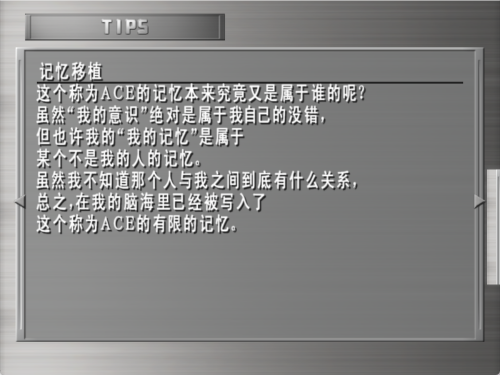 TIPS
记忆移植
这个称为ACE的记忆本来究竟又是属于谁的呢？
虽然“我的意识”绝对是属于我自己的没错，
但也许我的“我的记忆”是属于
某个不是我的人的记忆。
虽然我不知道那个人与我之间到底有什么关系，
总之，在我的脑海里已经被写入了
这个称为ACE的有限的记忆。